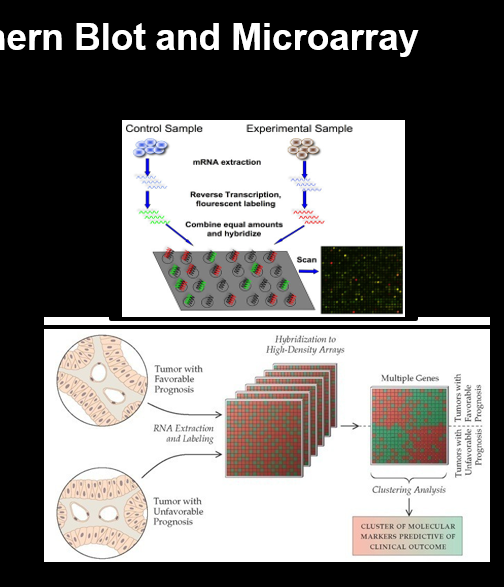 ern Blot and Microarray
Control Sample
Experimental Sample
mRNA extraction
Reverse Transcription,
flourescent labeling
Combine equal amounts
and hybridize
Scan
Hybridization to
High-Density Arrays
Tumor with
Favorable
Prognosis
RNA Extraction
and Labeling
Tumor with
Unfavorable
Prognosis
Multiple Genes
Tumors with
Favorable
Prognosis
Tumors with
Unfavorable
Prognosis
Clustering Analysis
CLUSTER OF MOLECULAR
MARKERS PREDICTIVE OF
CLINICAL OUTCOME